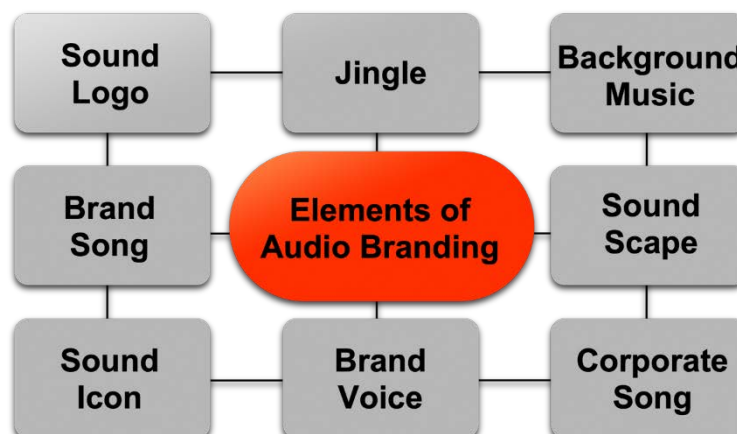 Sound
Logo
Jingle
Background
Music
Brand
Song
Elements of
Audio Branding
Sound
Scape
Sound
Icon
Brand
Voice
Corporate
Song